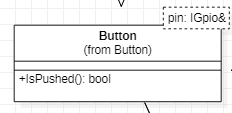 pin: IGpio&
Button
(from Button)
+IsPushed(): bool